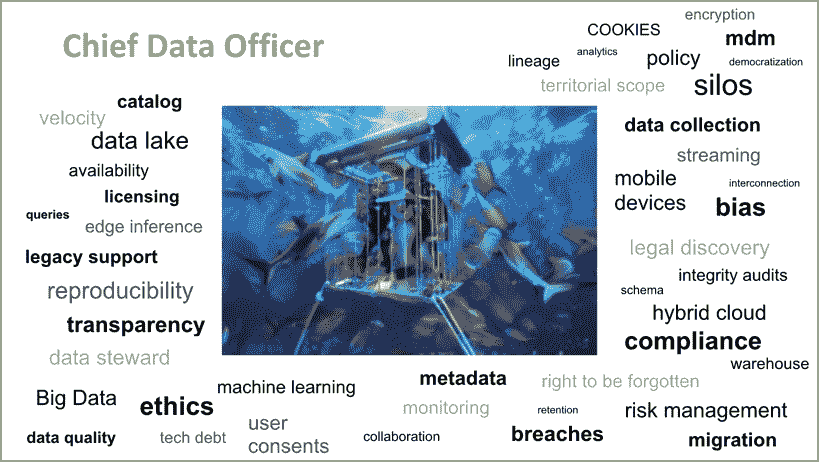 Chief Data Officer
encryption
COOKIES
mdm
lineage
analytics
policy
democratization
territorial scope
silos
catalog
velocity
data lake
availability
licensing
queries
edge inference
legacy support
reproducibility
transparency
data steward
data collection
streaming
mobile
devices
interconnection
bias
legal discovery
integrity audits
schema
hybrid cloud
compliance
warehouse
Big Data
ethics
machine learning
metadata
right to be forgotten
monitoring
retention
risk management
data quality
tech debt
user
consents
collaboration
breaches
migration